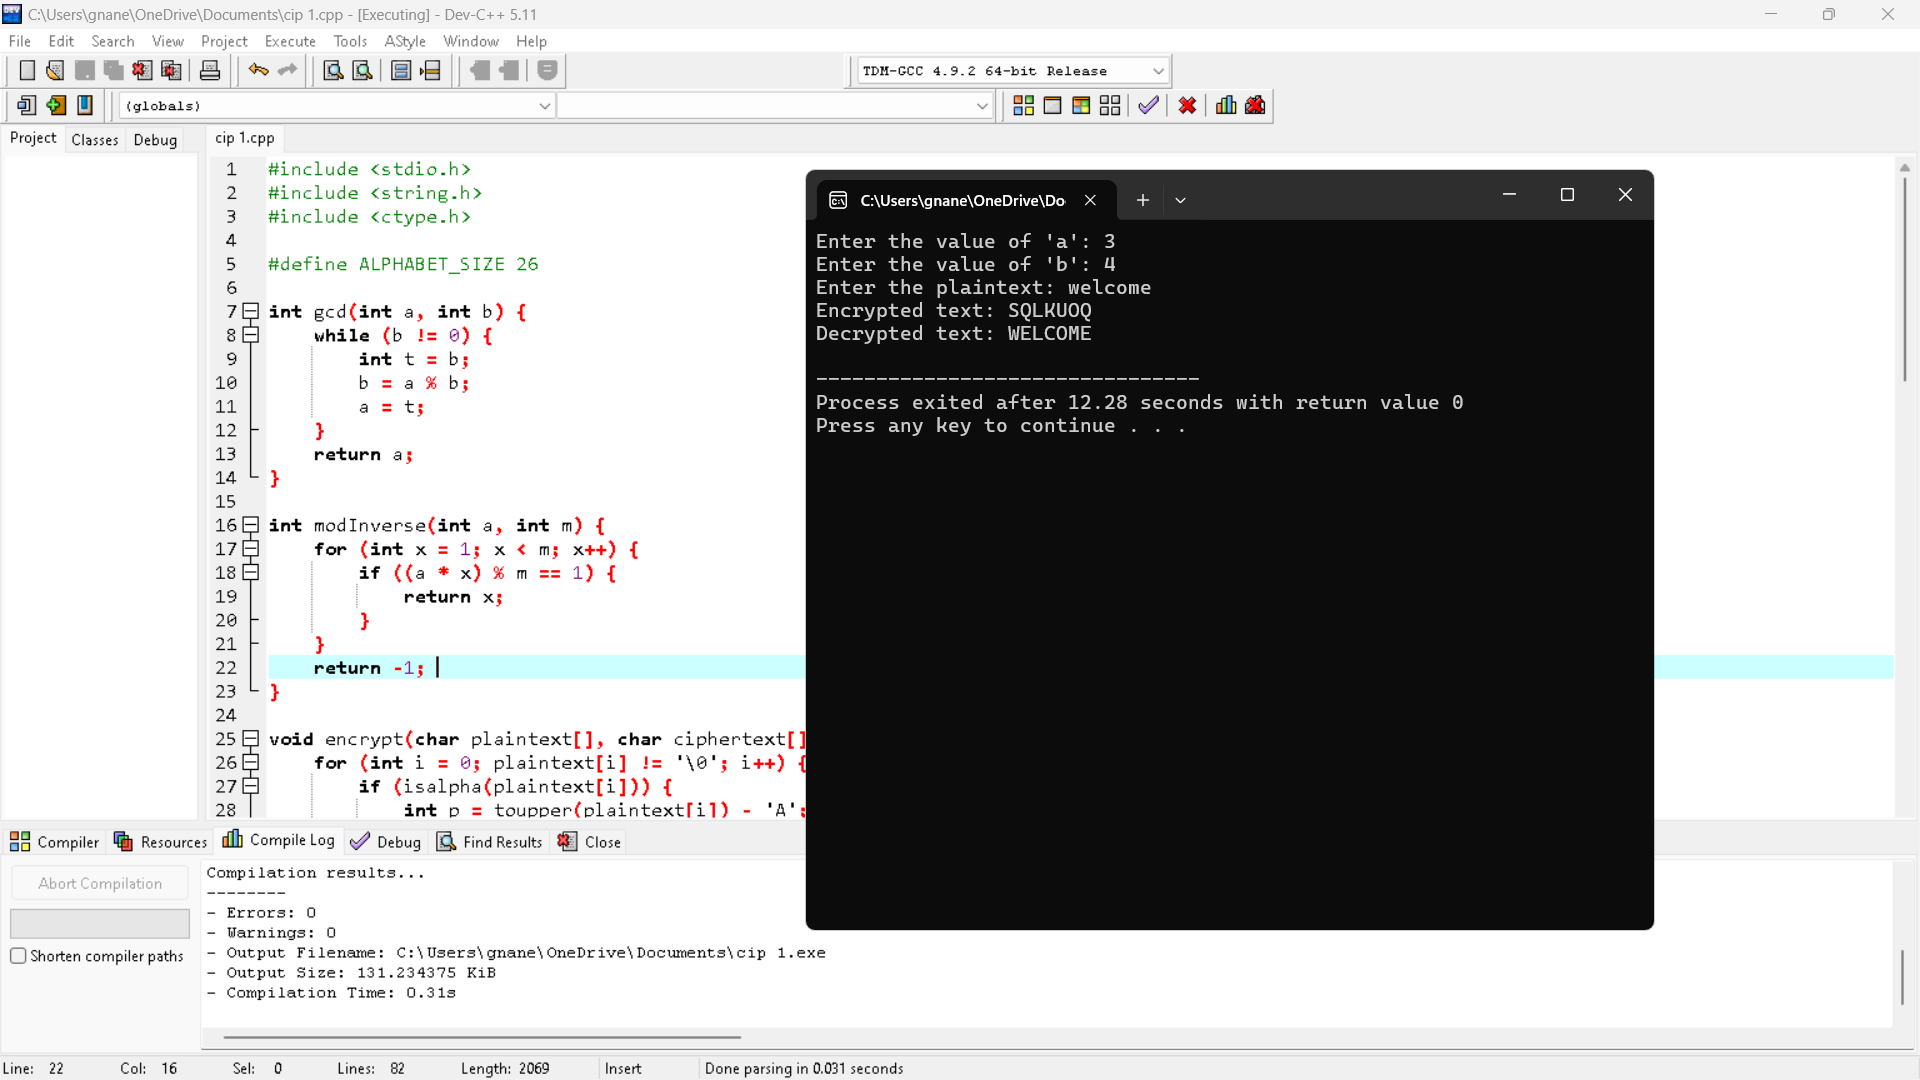 C:\Users\gnane\OneDrive\Documents\cip 1.cpp - [Executing] - Dev-C++ 5.11
File Edit Search View Project Execute Tools AStyle Window Help
TDM-GCC 4.9.2 64-bit Release
(globals)
Project Classes Debug
cip 1.cpp
1 #include <stdio.h>
2 #include <string.h>
3 #include <ctype.h>
4
5 #define ALPHABET_SIZE 26
6
7 int gcd(int a, int b) {
8 while (b != 0) {
9 int t = b;
10 b = a % b;
11 a = t;
12 }
13 return a;
14 }
15
16 int modInverse(int a, int m) {
17 for (int x = 1; x < m; x++) {
18 if ((a * x) % m == 1) {
19 return x;
20 }
21 }
22 return -1;
23 }
24
25 void encrypt(char plaintext[], char ciphertext[]
26 for (int i = 0; plaintext[i] != '\0'; i++) {
27 if (isalpha(plaintext[i])) {
28 int p = toupper(plaintext[i]) - 'A';
C:\Users\gnane\OneDrive\Do
Enter the value of 'a': 3
Enter the value of 'b': 4
Enter the plaintext: welcome
Encrypted text: SQLKUOQ
Decrypted text: WELCOME
--------------------------------
Process exited after 12.28 seconds with return value 0
Press any key to continue . . .
Compiler Resources Compile Log Debug Find Results Close
Abort Compilation
Shorten compiler paths
Compilation results...
--------
- Errors: 0
- Warnings: 0
- Output Filename: C:\Users\gnane\OneDrive\Documents\cip 1.exe
- Output Size: 131.234375 KiB
- Compilation Time: 0.31s
Line: 22 Col: 16 Sel: 0 Lines: 82 Length: 2069 Insert Done parsing in 0.031 seconds